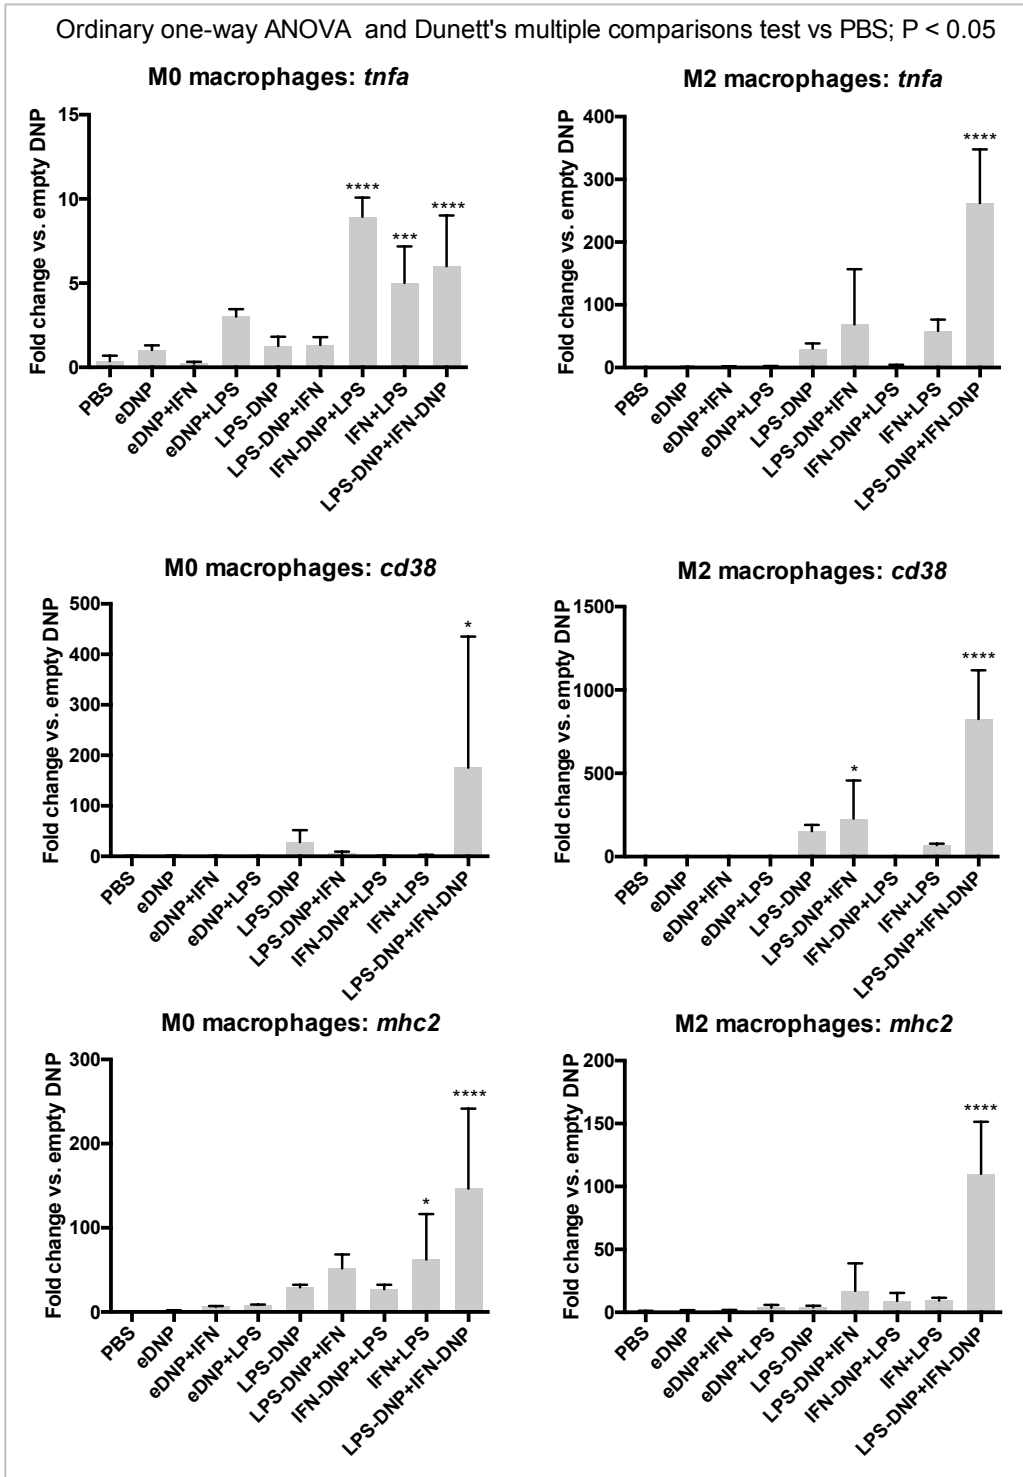 Ordinary one-way ANOVA and Dunett's multiple comparisons test vs PBS; P < 0.05
M0 macrophages: tnfa
Fold change vs. empty DNP
15
10
5
0
****
***
****
PBS
eDNP
eDNP+IFN
eDNP+LPS
LPS-DNP
LPS-DNP+IFN
IFN-DNP+LPS
IFN+LPS
LPS-DNP+IFN-DNP
M2 macrophages: tnfa
Fold change vs. empty DNP
400
300
200
100
0
****
PBS
eDNP
eDNP+IFN
eDNP+LPS
LPS-DNP
LPS-DNP+IFN
IFN-DNP+LPS
IFN+LPS
LPS-DNP+IFN-DNP
M0 macrophages: cd38
Fold change vs. empty DNP
500
400
300
200
100
0
*
PBS
eDNP
eDNP+IFN
eDNP+LPS
LPS-DNP
LPS-DNP+IFN
IFN-DNP+LPS
IFN+LPS
LPS-DNP+IFN-DNP
M2 macrophages: cd38
Fold change vs. empty DNP
1500
1000
500
0
*
****
PBS
eDNP
eDNP+IFN
eDNP+LPS
LPS-DNP
LPS-DNP+IFN
IFN-DNP+LPS
IFN+LPS
LPS-DNP+IFN-DNP
M0 macrophages: mhc2
Fold change vs. empty DNP
300
200
100
0
*
****
PBS
eDNP
eDNP+IFN
eDNP+LPS
LPS-DNP
LPS-DNP+IFN
IFN-DNP+LPS
IFN+LPS
LPS-DNP+IFN-DNP
M2 macrophages: mhc2
Fold change vs. empty DNP
200
150
100
50
0
****
PBS
eDNP
eDNP+IFN
eDNP+LPS
LPS-DNP
LPS-DNP+IFN
IFN-DNP+LPS
IFN+LPS
LPS-DNP+IFN-DNP